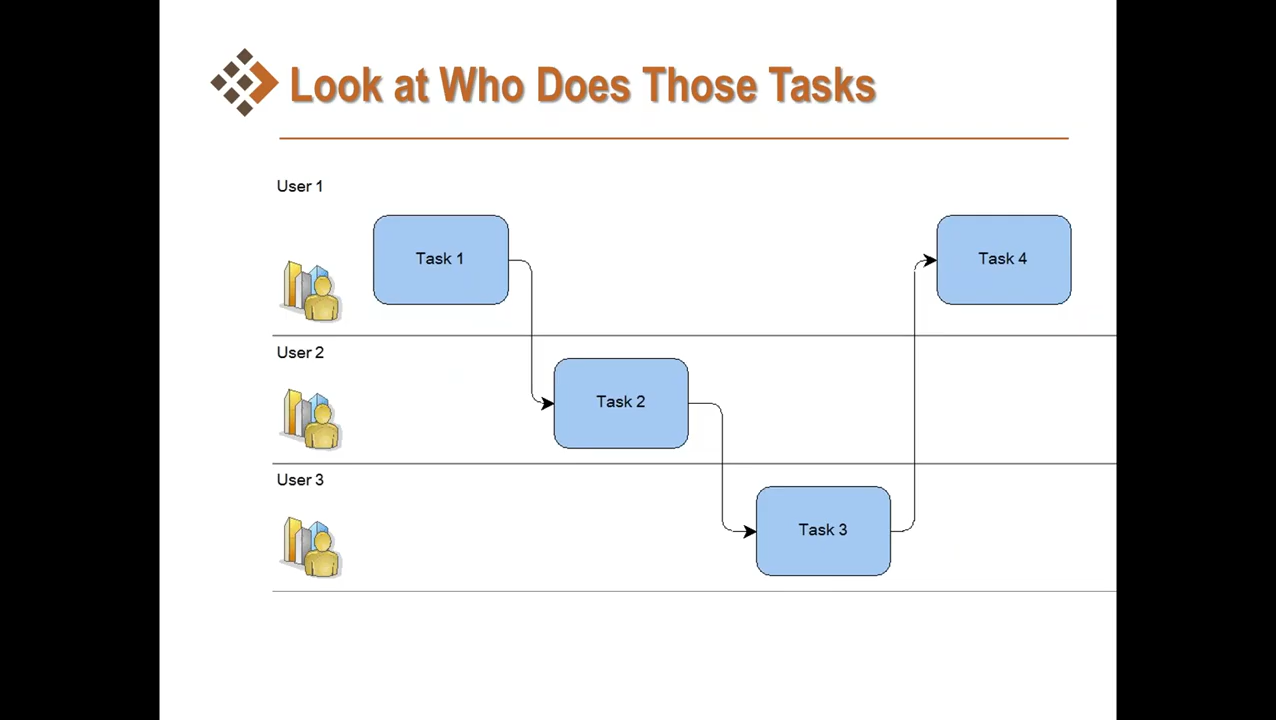 Look at Who Does Those Tasks
User 1
Task 1
Task 4
User 2
Task 2
User 3
Task 3